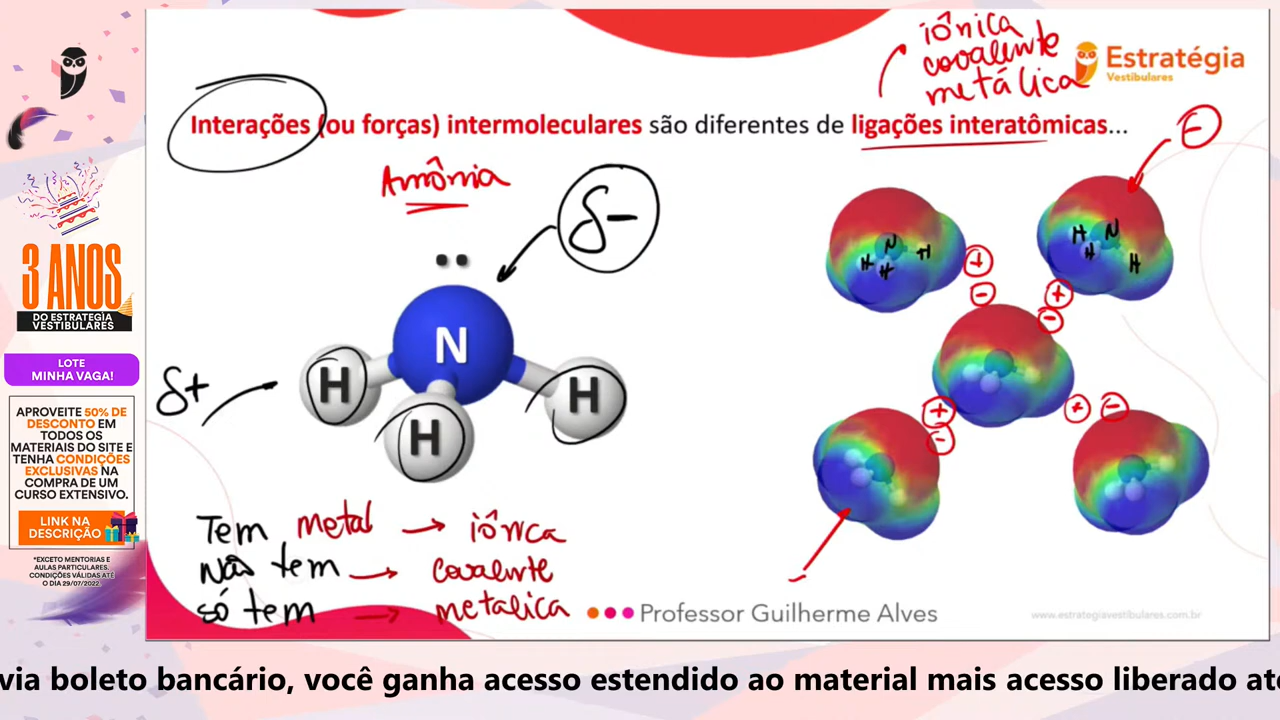 iônica
covalente
metálica
Estratégia
Vestibulares
Interações (ou forças) intermoleculares são diferentes de ligações interatômicas...
Amônia
δ-
-
••
N
H
H
H
δ+
N
H
H
H
H
N
H
H
+
-
+
-
+
-
+
-
Tem metal → iônica
Não tem → covalente
só tem → metalica
Professor Guilherme Alves
www.estrategiavestibulares.com.br
3 ANOS
DO ESTRATEGIA
VESTIBULARES
LOTE
MINHA VAGA!
APROVEITE 50% DE
DESCONTO EM
TODOS OS
MATERIAIS DO SITE E
TENHA CONDIÇÕES
EXCLUSIVAS NA
COMPRA DE UM
CURSO EXTENSIVO.
LINK NA
DESCRIÇÃO
*EXCETO MENTORIAS E
AULAS PARTICULARES.
CONDIÇÕES VÁLIDAS ATÉ
O DIA 29/07/2022.
via boleto bancário, você ganha acesso estendido ao material mais acesso liberado até